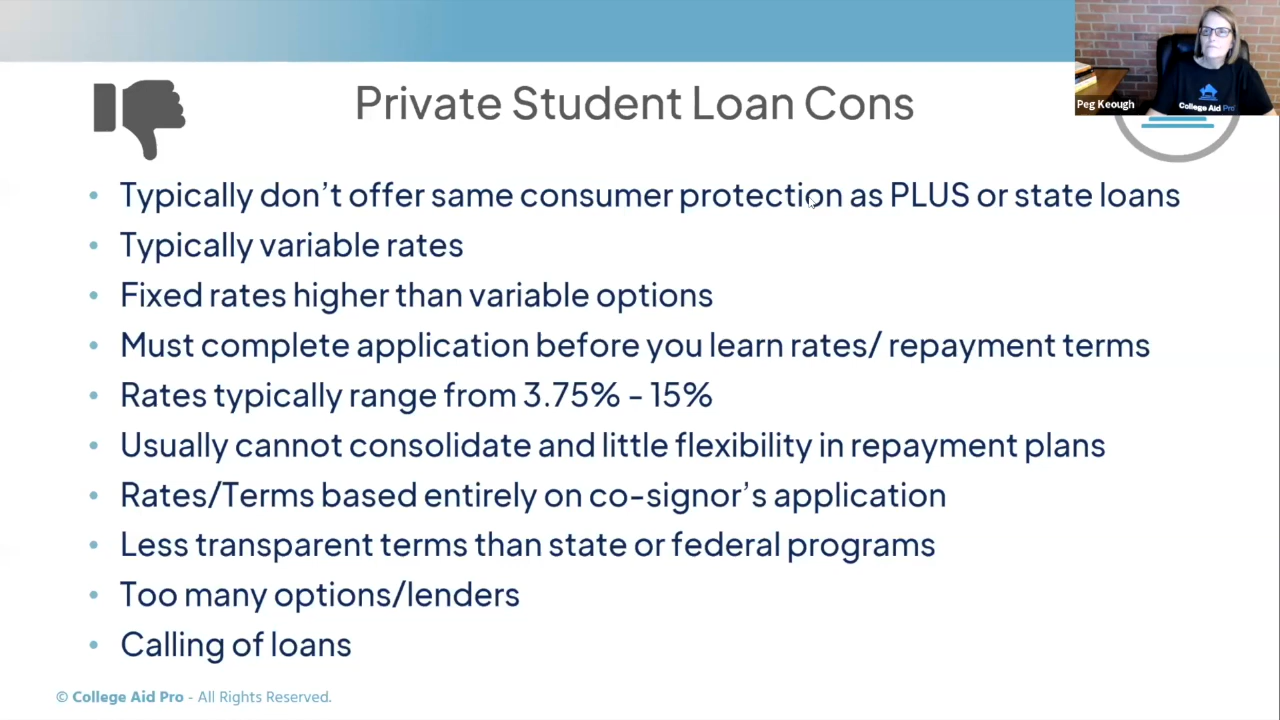 Private Student Loan Cons
Peg Keough
College Aid Pro
• Typically don’t offer same consumer protection as PLUS or state loans
• Typically variable rates
• Fixed rates higher than variable options
• Must complete application before you learn rates/ repayment terms
• Rates typically range from 3.75% - 15%
• Usually cannot consolidate and little flexibility in repayment plans
• Rates/Terms based entirely on co-signor’s application
• Less transparent terms than state or federal programs
• Too many options/lenders
• Calling of loans
© College Aid Pro - All Rights Reserved.